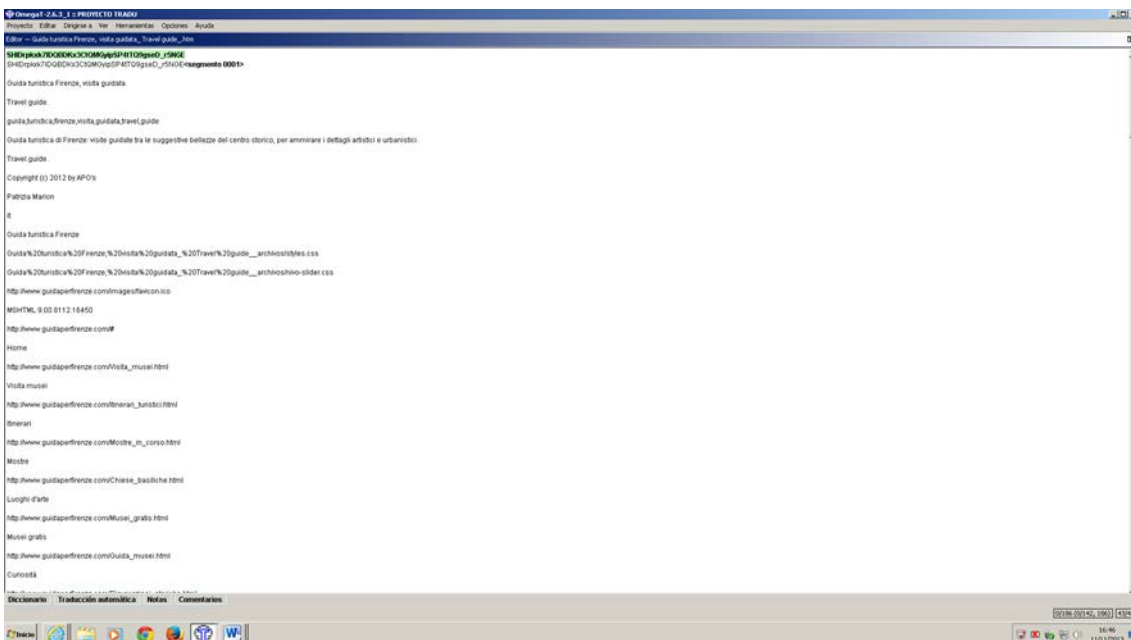 OmegaT-2.6.3_1 :: PROYECTO TRADU
Proyecto Editar Dirigirse a Ver Herramientas Opciones Ayuda
Editor — Guida turistica Firenze, visita guidata_ Travel guide_.htm
<segmento 0001>
Guida turistica Firenze, visita guidata.
Travel guide.
guida,turistica,firenze,visita,guidata,travel,guide
Guida turistica di Firenze: visite guidate tra le suggestive bellezze del centro storico, per ammirare i dettagli artistici e urbanistici.
Travel guide.
Copyright (c) 2012 by APO's
Patrizia Marion
it
Guida turistica Firenze
Guida%20turistica%20Firenze,%20visita%20guidata_%20Travel%20guide__archivos/styles.css
Guida%20turistica%20Firenze,%20visita%20guidata_%20Travel%20guide__archivos/nivo-slider.css
http://www.guidaperfirenze.com/images/favicon.ico
MSHTML 9.00.8112.16450
http://www.guidaperfirenze.com/#
Home
http://www.guidaperfirenze.com/Visita_musei.html
Visita musei
http://www.guidaperfirenze.com/Itinerari_turistici.html
Itinerari
http://www.guidaperfirenze.com/Mostre_in_corso.html
Mostre
http://www.guidaperfirenze.com/Chiese_basiliche.html
Luoghi d'arte
http://www.guidaperfirenze.com/Musei_gratis.html
Musei gratis
http://www.guidaperfirenze.com/Guida_musei.html
Curiosità
Diccionario Traducción automática Notas Comentarios
Inicio
16:46